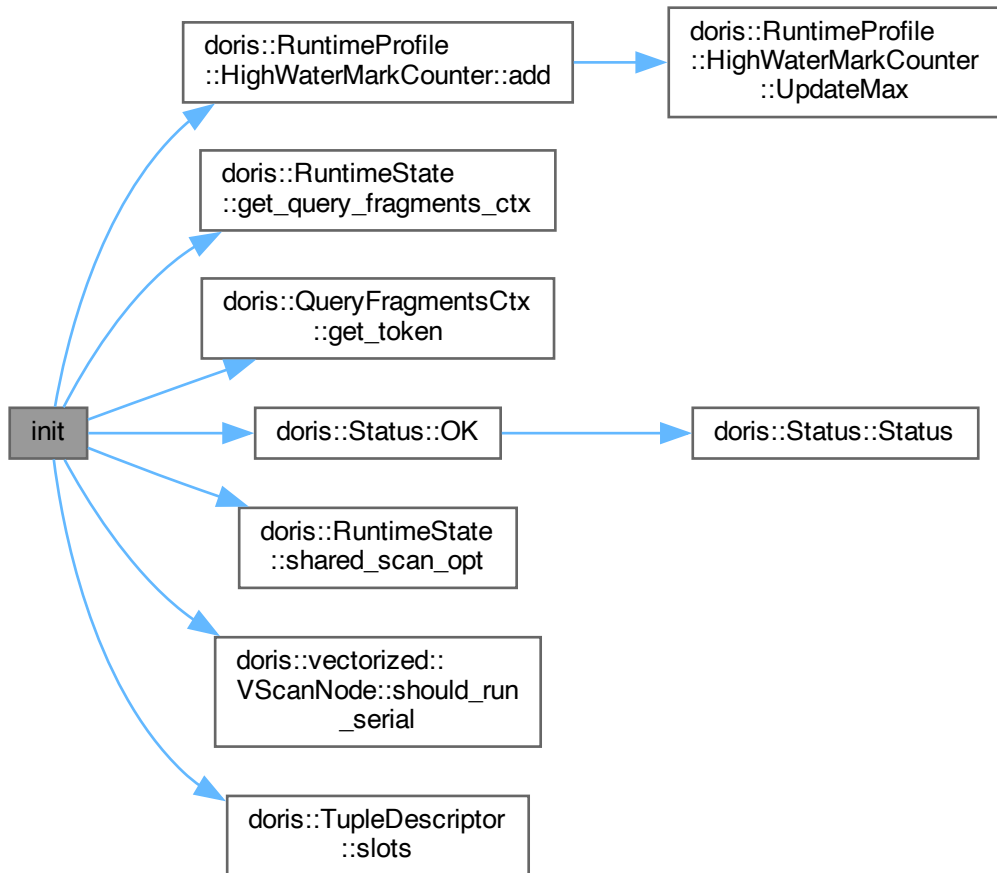 doris::RuntimeProfile
::HighWaterMarkCounter::add
doris::RuntimeProfile
::HighWaterMarkCounter
::UpdateMax
doris::RuntimeState
::get_query_fragments_ctx
doris::QueryFragmentsCtx
::get_token
init
doris::Status::OK
doris::Status::Status
doris::RuntimeState
::shared_scan_opt
doris::vectorized::
VScanNode::should_run
_serial
doris::TupleDescriptor
::slots